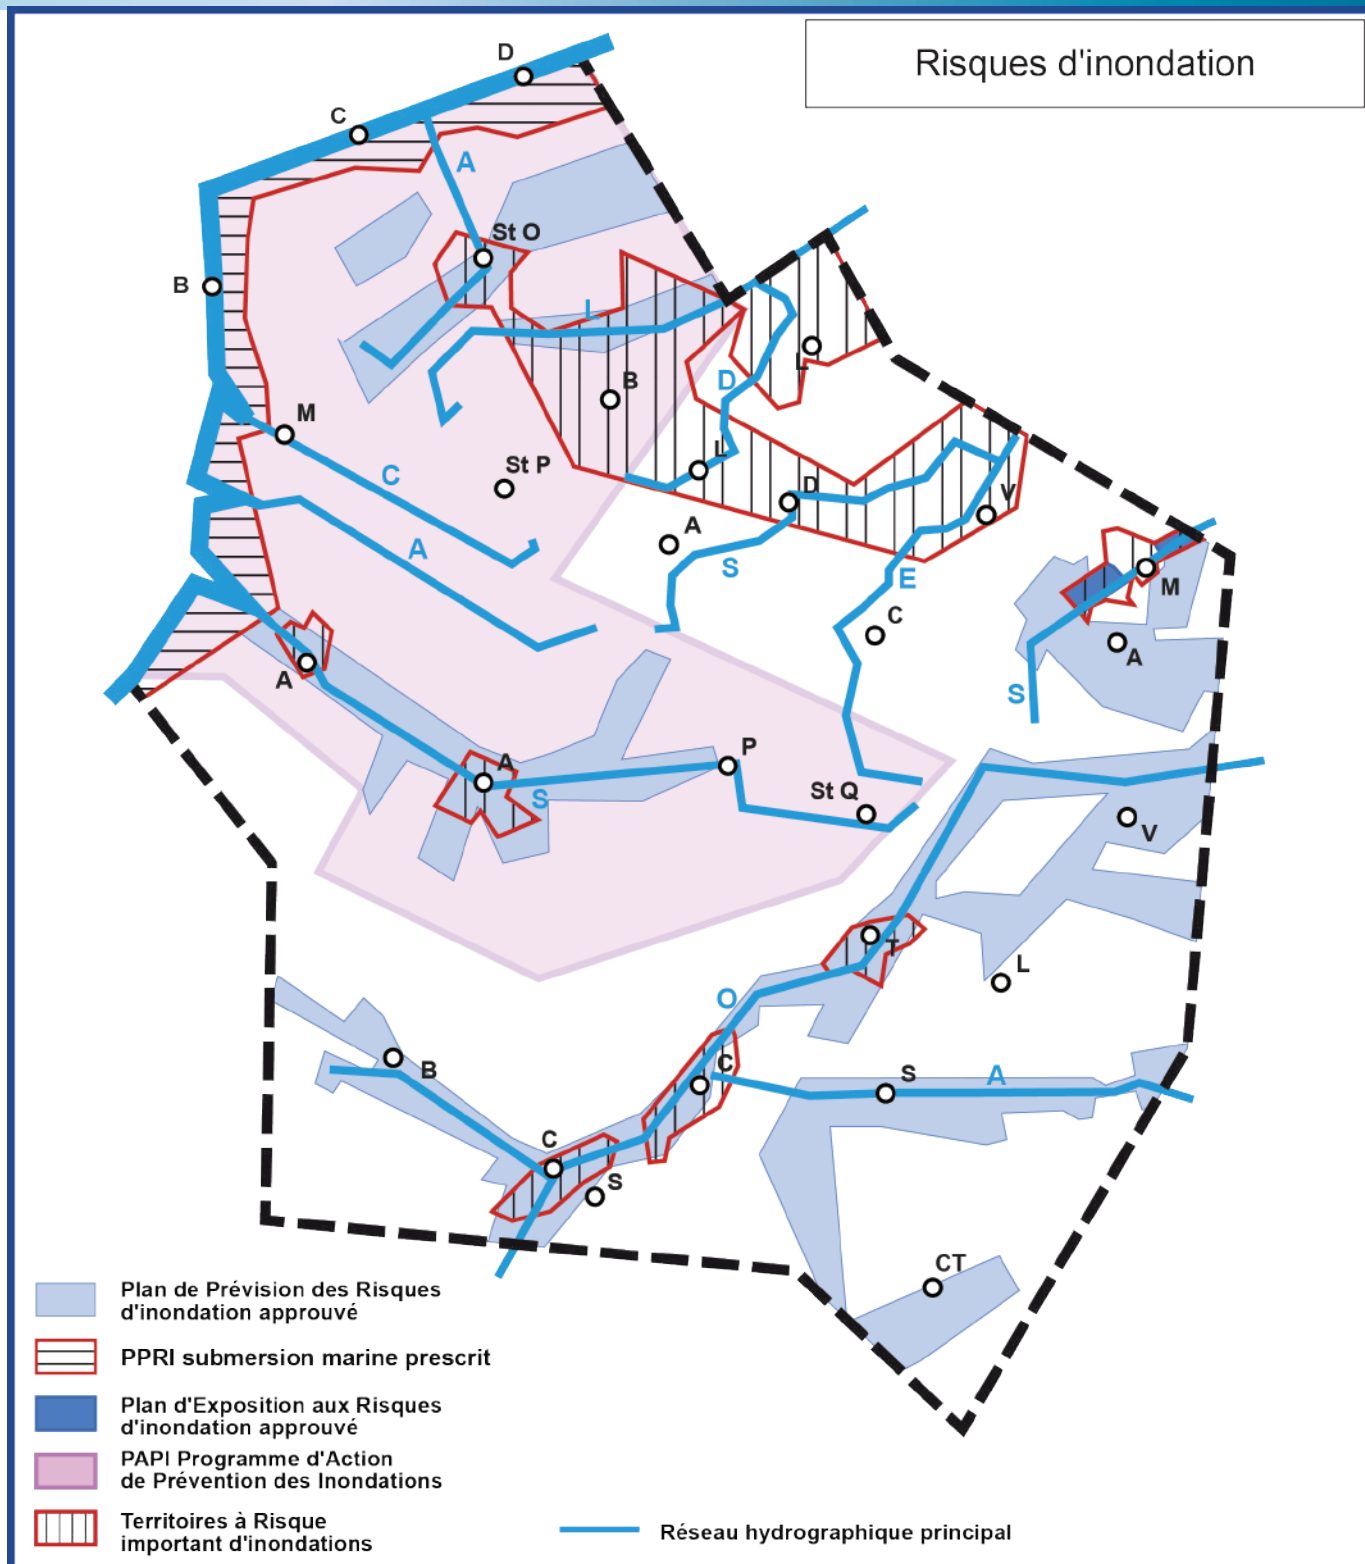 Risques d'inondation
D
C
A
St O
B
L
L
D
B
M
St P
C
L
D
V
A
A
S
E
C
M
A
S
A
A
S
P
St Q
V
T
L
O
B
C
S
A
C
S
CT
Plan de Prévision des Risques
d'inondation approuvé
PPRI submersion marine prescrit
Plan d'Exposition aux Risques
d'inondation approuvé
PAPI Programme d'Action
de Prévention des Inondations
Territoires à Risque
important d'inondations
Réseau hydrographique principal